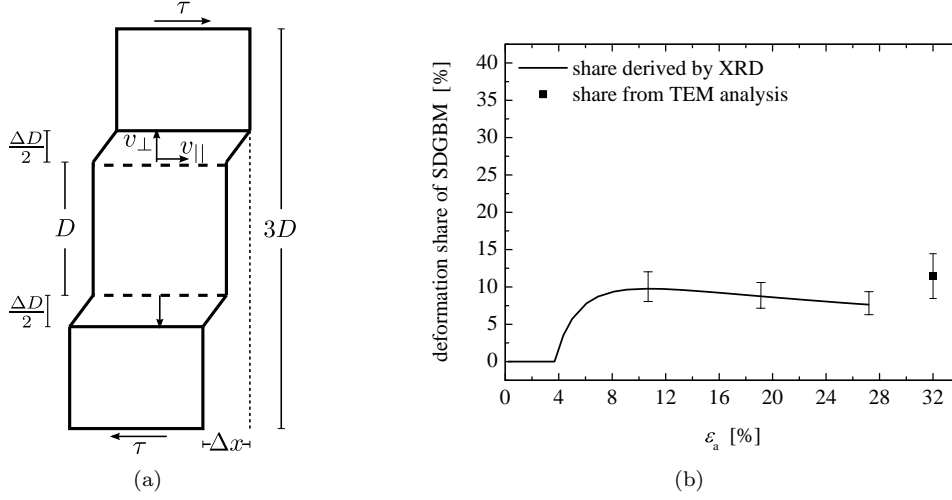 τ
ΔD/2
v⊥
v||
D
3D
ΔD/2
τ
Δx
(a)
deformation share of SDGBM [%]
40
35
30
25
20
15
10
5
0
share derived by XRD
share from TEM analysis
0 4 8 12 16 20 24 28 32
εa [%]
(b)